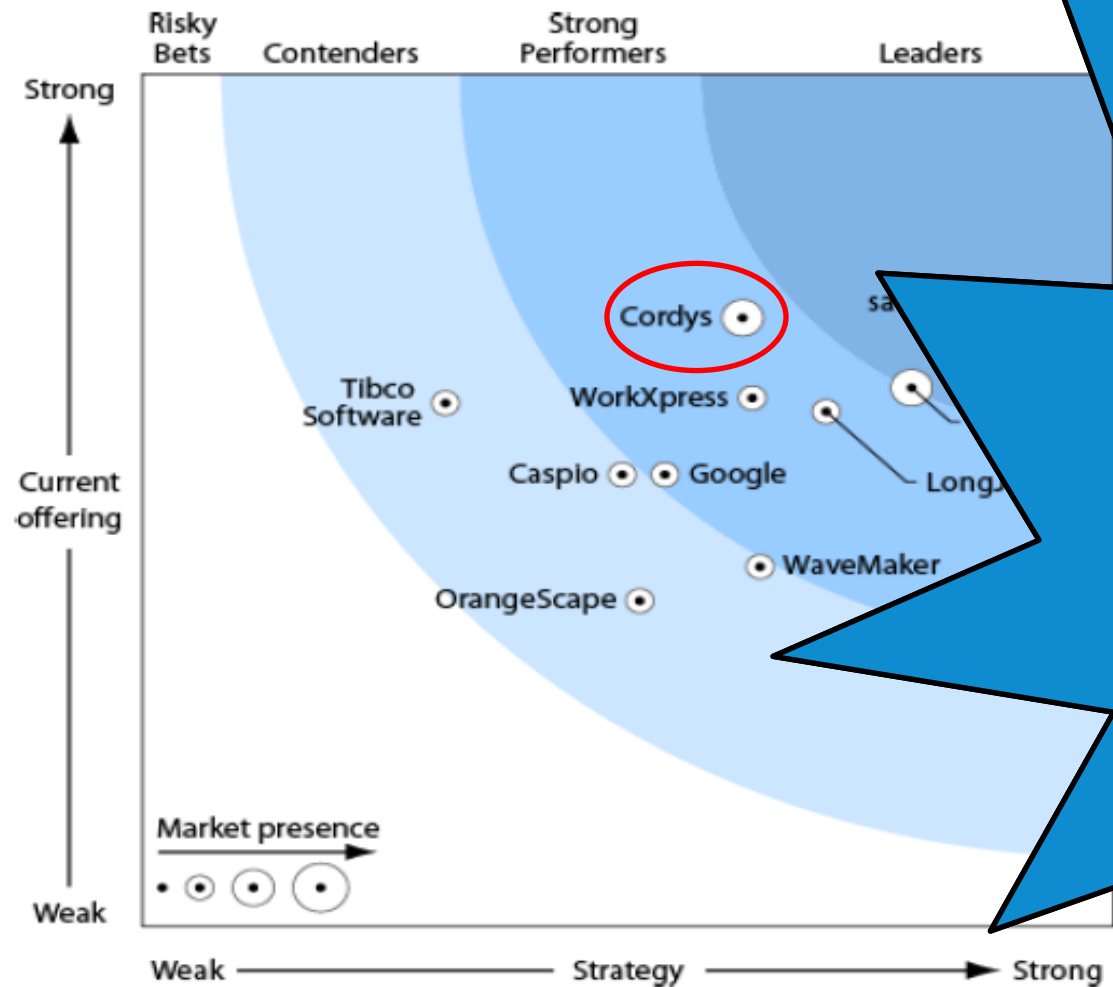 Risky
Bets
Contenders
Strong
Performers
Leaders
Strong
Cordys
Tibco
Software
WorkXpress
Caspio
Google
Current
offering
WaveMaker
OrangeScape
Market presence
Weak
Weak
Strategy
Strong